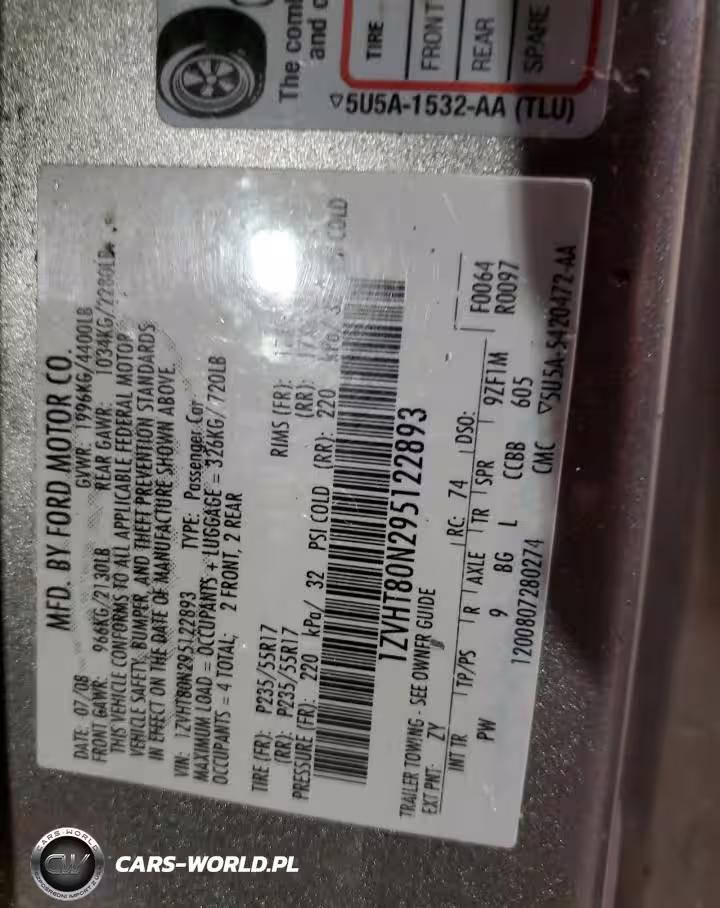 The
and
TIRE
FRONT
REAR
SPARE
▽5U5A-1532-AA (TLU)
MFD. BY FORD MOTOR CO.
DATE: 07/08 GVWR: 1996KG/4400LB
FRONT GAWR: 966KG/2130LB REAR GAWR: 1034KG/2280LB
THIS VEHICLE CONFORMS TO ALL APPLICABLE FEDERAL MOTOR
VEHICLE SAFETY, BUMPER, AND THEFT PREVENTION STANDARDS
IN EFFECT ON THE DATE OF MANUFACTURE SHOWN ABOVE.
VIN: 1ZVHT80N295122893 TYPE: Passenger Car
MAXIMUM LOAD = OCCUPANTS + LUGGAGE = 326KG/720LB
OCCUPANTS = 4 TOTAL; 2 FRONT, 2 REAR
TIRE (FR): P235/55R17 RIMS (FR):
(RR): P235/55R17 (RR):
PRESSURE (FR): 220 kPa/ 32 PSI COLD (RR): 220 kPa/ COLD
1ZVHT80N295122893
TRAILER TOWING - SEE OWNER GUIDE
EXT PNT: ZY RC: 74 DSO: F0064
R0097
INT TR TP/PS R AXLE TR SPR
PW 9 BG L CCBB 9ZF1M
605
1200807280274 CMC ▽5U5A-5420472-AA
CARS-WORLD
CW
CARS-WORLD.PL